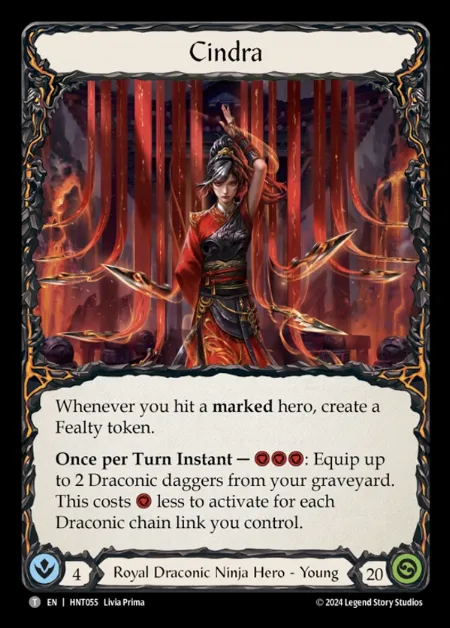 Cindra
Whenever you hit a marked hero, create a
Fealty token.
Once per Turn Instant — : Equip up
to 2 Draconic daggers from your graveyard.
This costs less to activate for each
Draconic chain link you control.
4
Royal Draconic Ninja Hero - Young
20
T EN | HNT055 Livia Prima
© 2024 Legend Story Studios